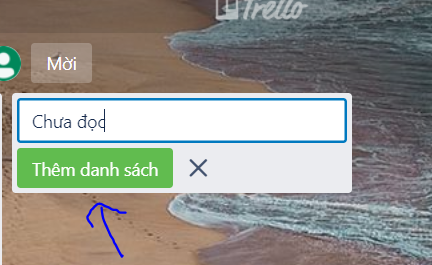 Trello
Mời
Chưa đọc
Thêm danh sách